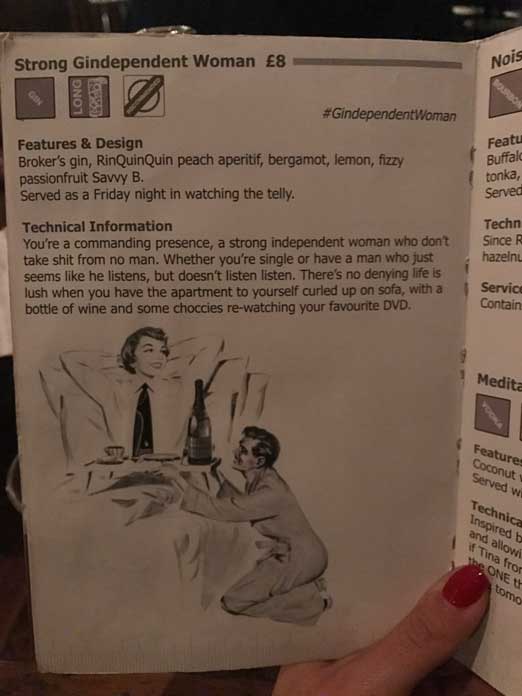 Strong Gindependent Woman £8
GIN
LONG
#GindependentWoman
Features & Design
Broker's gin, RinQuinQuin peach aperitif, bergamot, lemon, fizzy
passionfruit Savvy B.
Served as a Friday night in watching the telly.
Technical Information
You're a commanding presence, a strong independent woman who don't
take shit from no man. Whether you're single or have a man who just
seems like he listens, but doesn't listen listen. There's no denying life is
lush when you have the apartment to yourself curled up on sofa, with a
bottle of wine and some choccies re-watching your favourite DVD.
Nois
BOURBON
Featu
Buffalo
tonka,
Served
Techn
Since R
hazelnu
Service
Contain
Medita
VODKA
Features
Coconut
Served wi
Technica
Inspired b
and allowi
if Tina fron
the ONE th
tomo